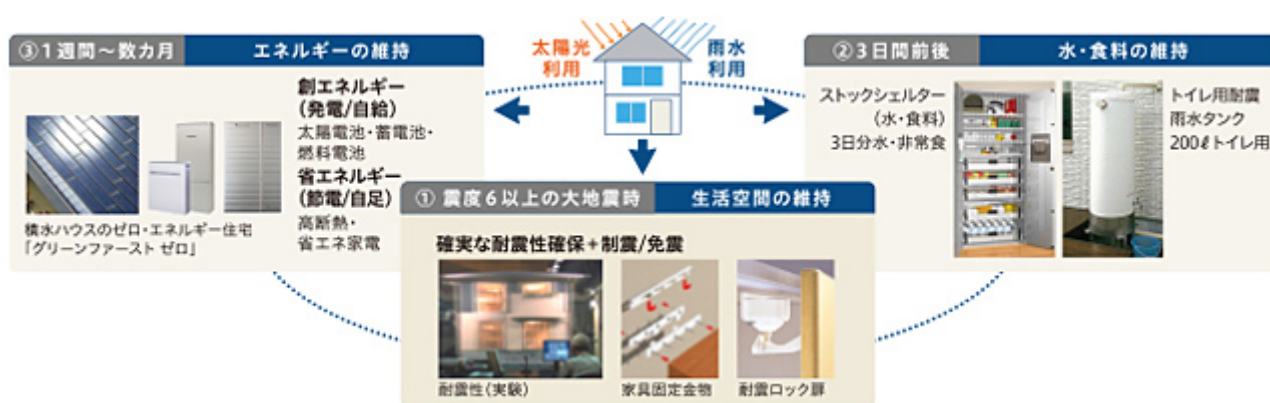 太陽光
利用
雨水
利用
③1週間～数カ月 エネルギーの維持
創エネルギー
(発電/自給)
太陽電池・蓄電池・
燃料電池
省エネルギー
(節電/自足)
高断熱・
省エネ家電
積水ハウスのゼロ・エネルギー住宅
「グリーンファースト ゼロ」
②3日間前後 水・食料の維持
ストックシェルター
(水・食料)
3日分水・非常食
トイレ用耐震
雨水タンク
200ℓトイレ用
① 震度6以上の大地震時 生活空間の維持
確実な耐震性確保+制震/免震
耐震性(実験)
家具固定金物
耐震ロック扉